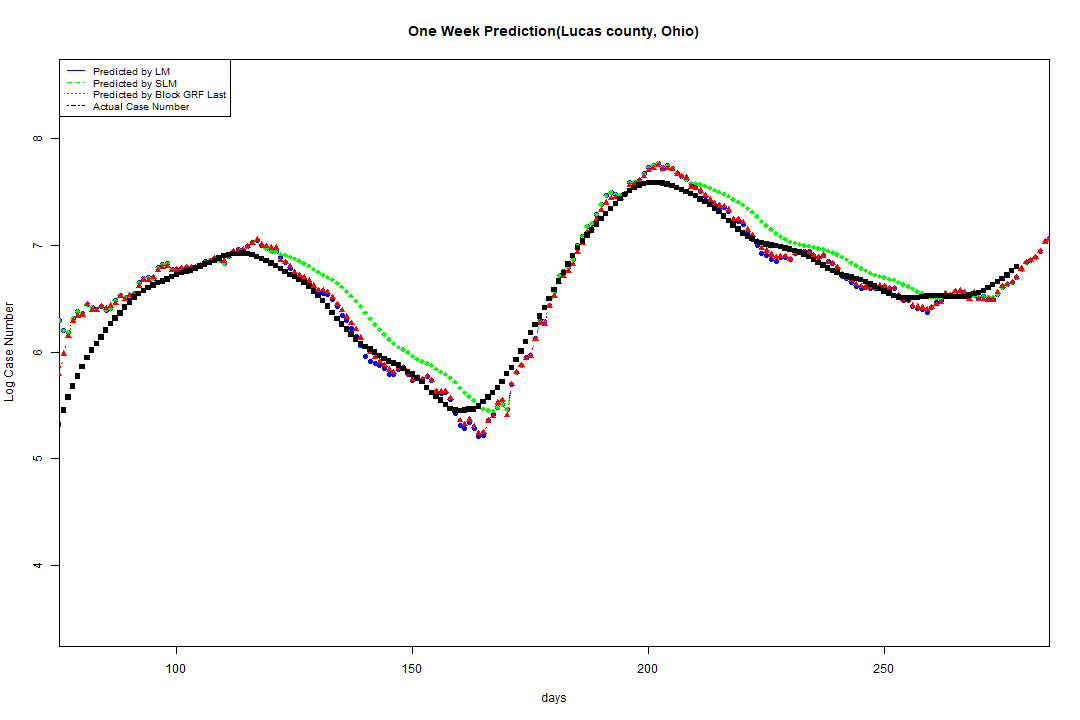 One Week Prediction(Lucas county, Ohio)
Predicted by LM
Predicted by SLM
Predicted by Block GRF Last
Actual Case Number
8
7
6
5
4
Log Case Number
100 150 200 250
days